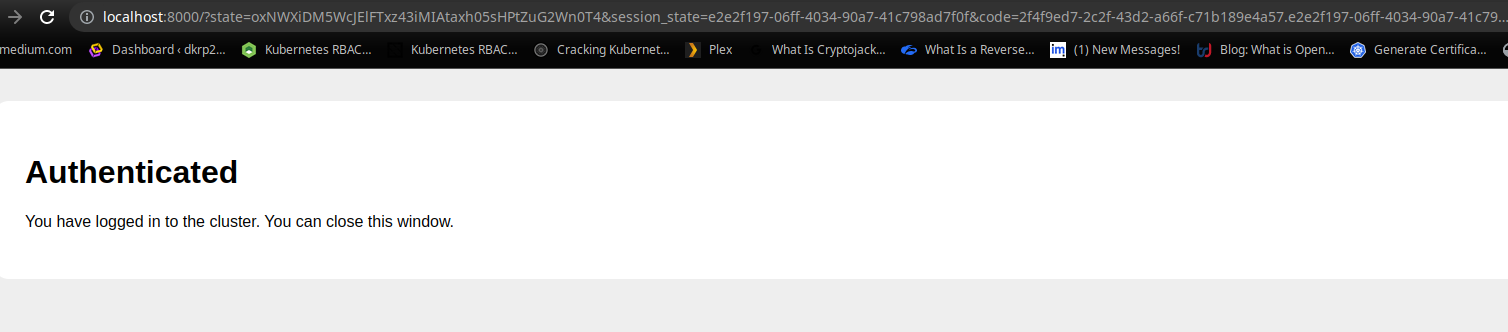 localhost:8000/?state=oxNWXiDM5WcJElFTxz43iMIAtaxh05sHPtZuG2Wn0T4&session_state=e2e2f197-06ff-4034-90a7-41c798ad7f0f&code=2f4f9ed7-2c2f-43d2-a66f-c71b189e4a57.e2e2f197-06ff-4034-90a7-41c79...
medium.com Dashboard ‹ dkrp2... Kubernetes RBAC... Kubernetes RBAC... Cracking Kubernet... Plex What Is Cryptojack... What Is a Reverse... im (1) New Messages! Blog: What is Open... Generate Certifica...
Authenticated
You have logged in to the cluster. You can close this window.